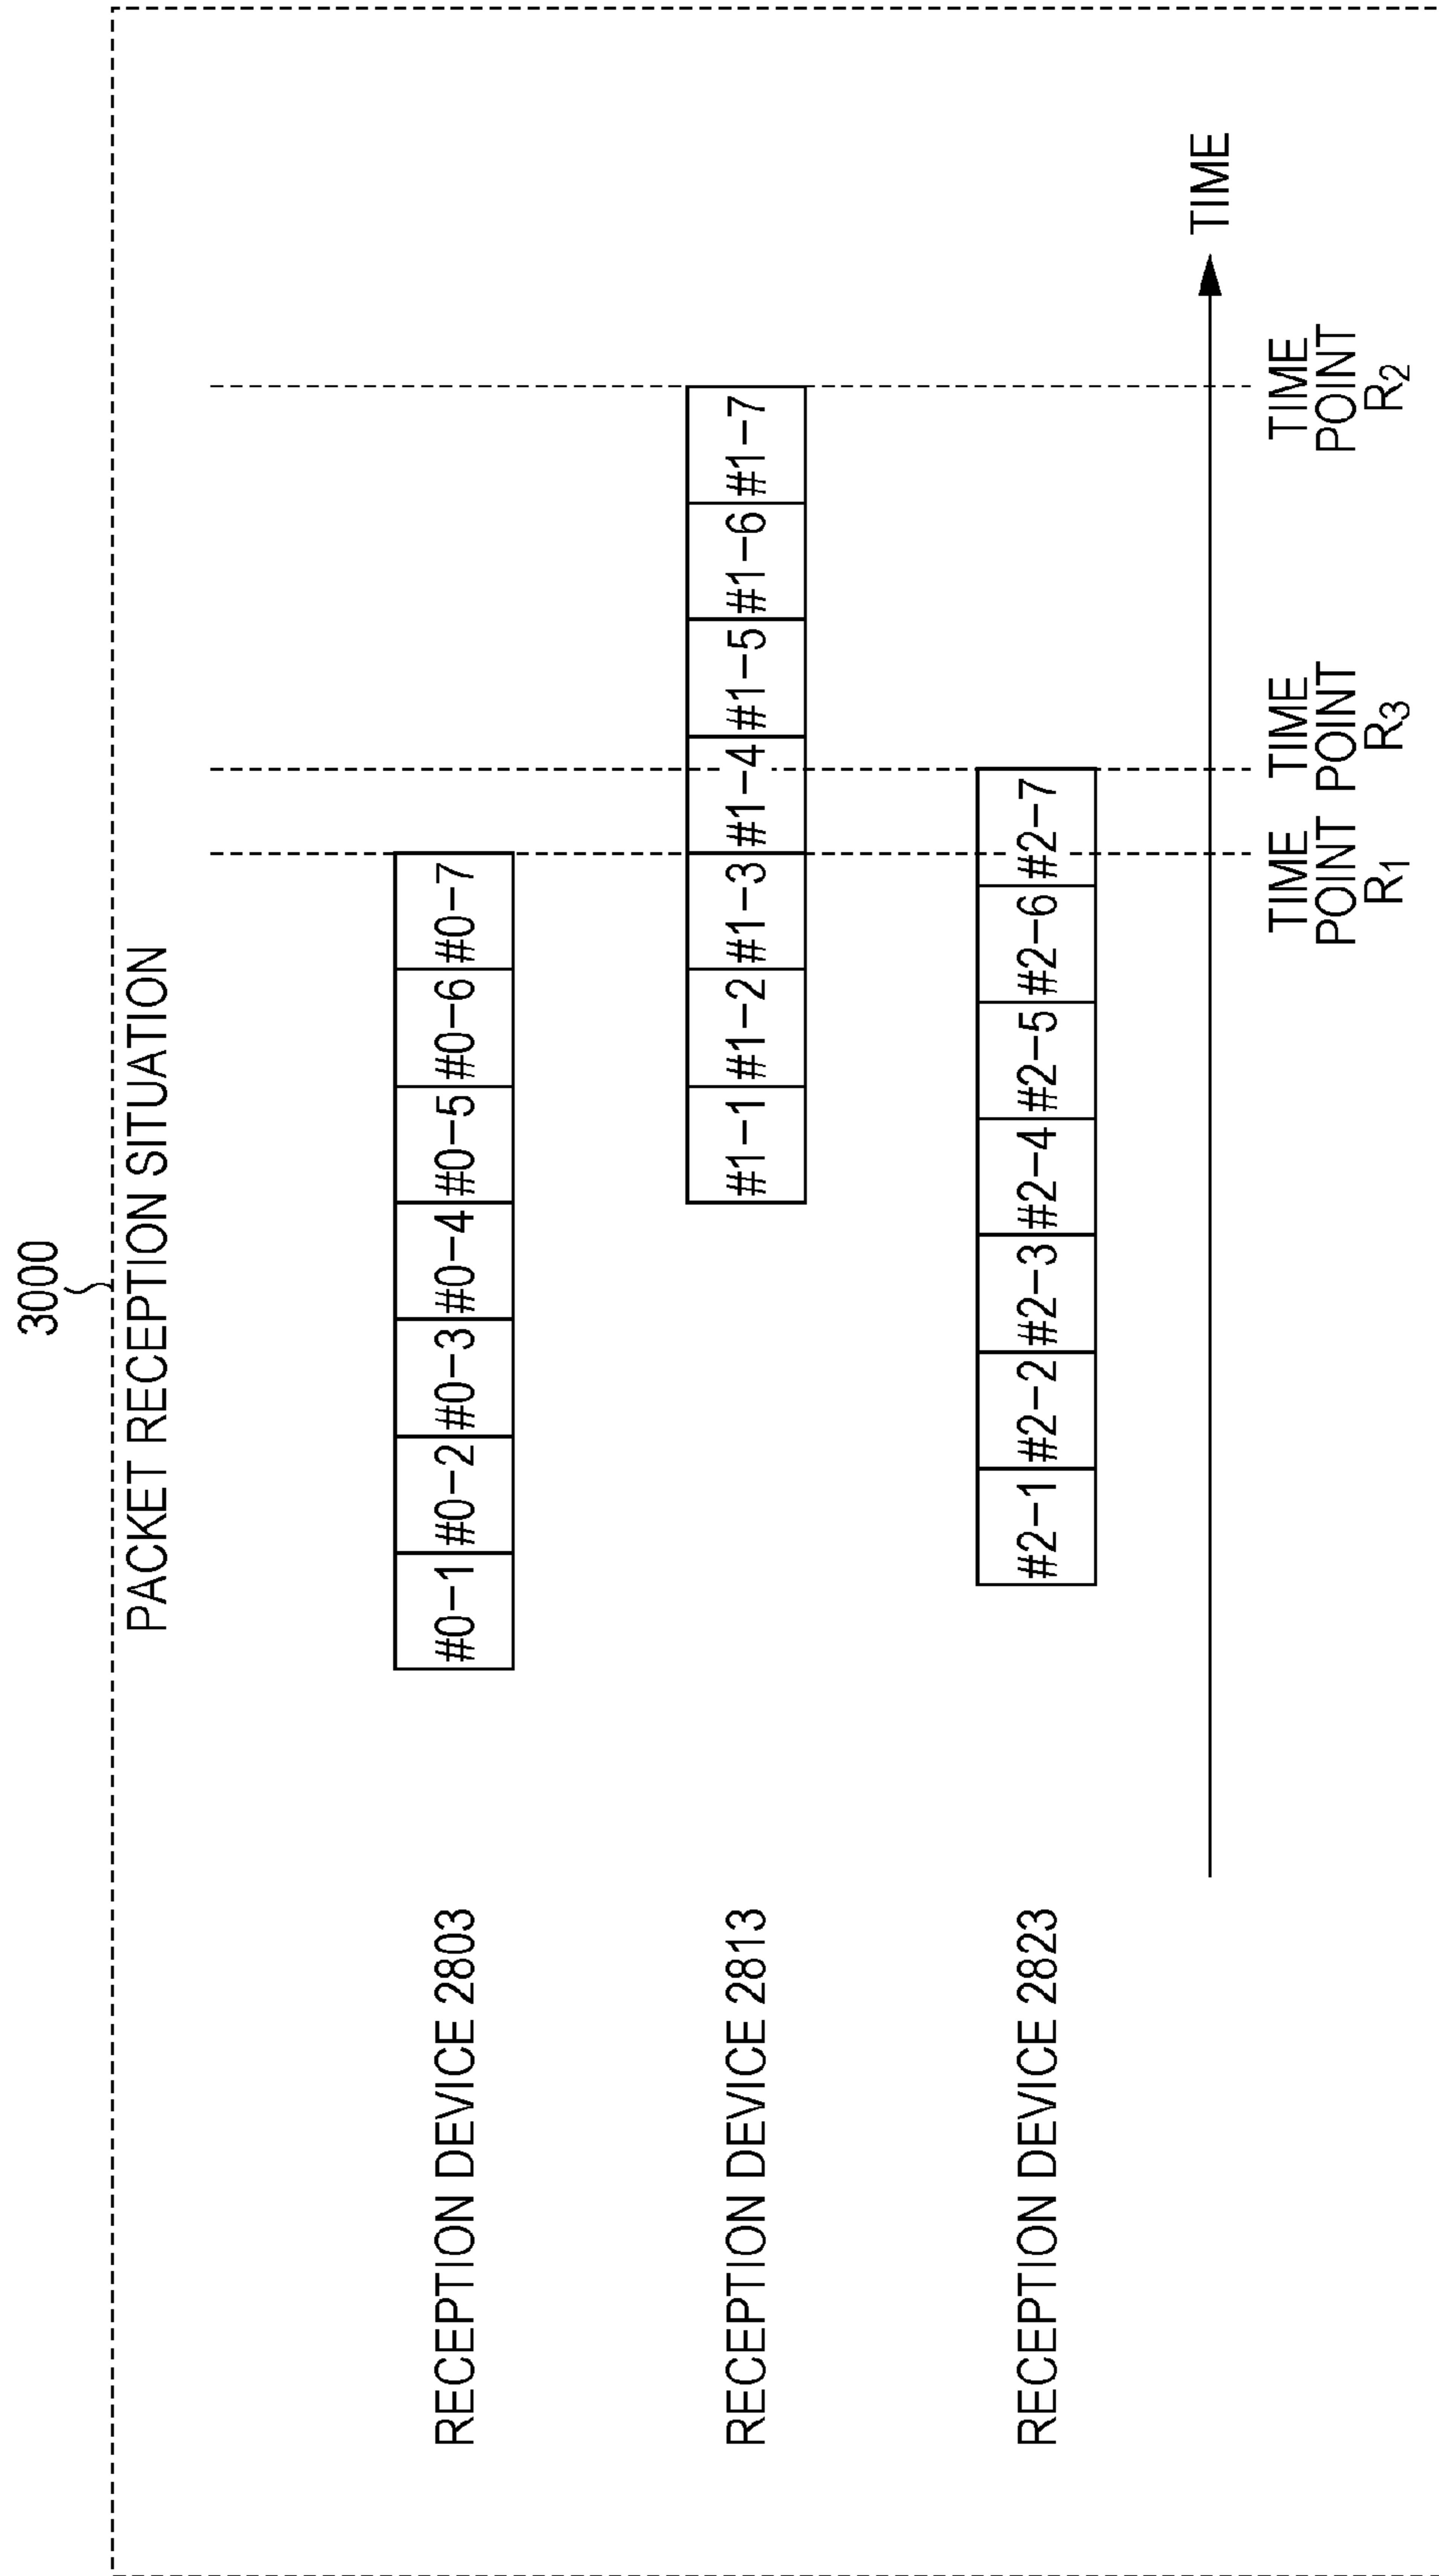 3000
PACKET RECEPTION SITUATION
RECEPTION DEVICE 2803
#0-1 #0-2 #0-3 #0-4 #0-5 #0-6 #0-7
RECEPTION DEVICE 2813
#1-1 #1-2 #1-3 #1-4 #1-5 #1-6 #1-7
RECEPTION DEVICE 2823
#2-1 #2-2 #2-3 #2-4 #2-5 #2-6 #2-7
TIME
TIME
POINT
R1
TIME
POINT
R3
TIME
POINT
R2